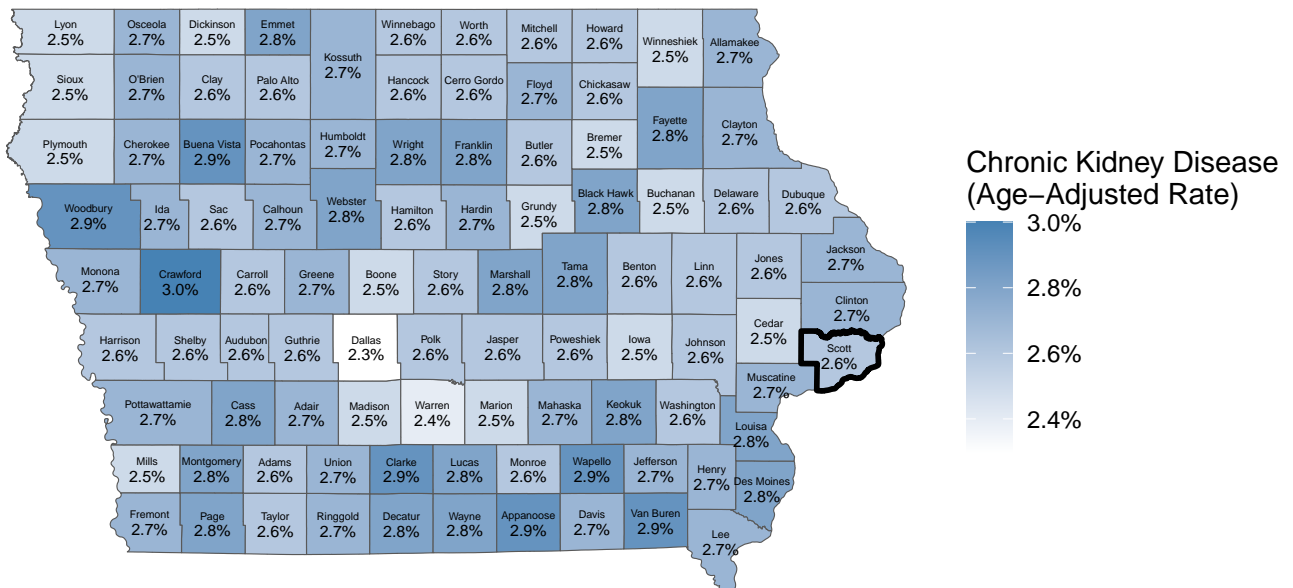 Lyon
2.5%
Osceola
2.7%
Dickinson
2.5%
Emmet
2.8%
Kossuth
2.7%
Winnebago
2.6%
Worth
2.6%
Mitchell
2.6%
Howard
2.6%
Winneshiek
2.5%
Allamakee
2.7%
Sioux
2.5%
O'Brien
2.7%
Clay
2.6%
Palo Alto
2.6%
Hancock
2.6%
Cerro Gordo
2.6%
Floyd
2.7%
Chickasaw
2.6%
Fayette
2.8%
Clayton
2.7%
Plymouth
2.5%
Cherokee
2.7%
Buena Vista
2.9%
Pocahontas
2.7%
Humboldt
2.7%
Wright
2.8%
Franklin
2.8%
Butler
2.6%
Bremer
2.5%
Woodbury
2.9%
Ida
2.7%
Sac
2.6%
Calhoun
2.7%
Webster
2.8%
Hamilton
2.6%
Hardin
2.7%
Grundy
2.5%
Black Hawk
2.8%
Buchanan
2.5%
Delaware
2.6%
Dubuque
2.6%
Monona
2.7%
Crawford
3.0%
Carroll
2.6%
Greene
2.7%
Boone
2.5%
Story
2.6%
Marshall
2.8%
Tama
2.8%
Benton
2.6%
Linn
2.6%
Jones
2.6%
Jackson
2.7%
Clinton
2.7%
Harrison
2.6%
Shelby
2.6%
Audubon
2.6%
Guthrie
2.6%
Dallas
2.3%
Polk
2.6%
Jasper
2.6%
Poweshiek
2.6%
Iowa
2.5%
Johnson
2.6%
Cedar
2.5%
Scott
2.6%
Muscatine
2.7%
Pottawattamie
2.7%
Cass
2.8%
Adair
2.7%
Madison
2.5%
Warren
2.4%
Marion
2.5%
Mahaska
2.7%
Keokuk
2.8%
Washington
2.6%
Louisa
2.8%
Mills
2.5%
Montgomery
2.8%
Adams
2.6%
Union
2.7%
Clarke
2.9%
Lucas
2.8%
Monroe
2.6%
Wapello
2.9%
Jefferson
2.7%
Henry
2.7%
Des Moines
2.8%
Fremont
2.7%
Page
2.8%
Taylor
2.6%
Ringgold
2.7%
Decatur
2.8%
Wayne
2.8%
Appanoose
2.9%
Davis
2.7%
Van Buren
2.9%
Lee
2.7%
Chronic Kidney Disease
(Age−Adjusted Rate)
3.0%
2.8%
2.6%
2.4%